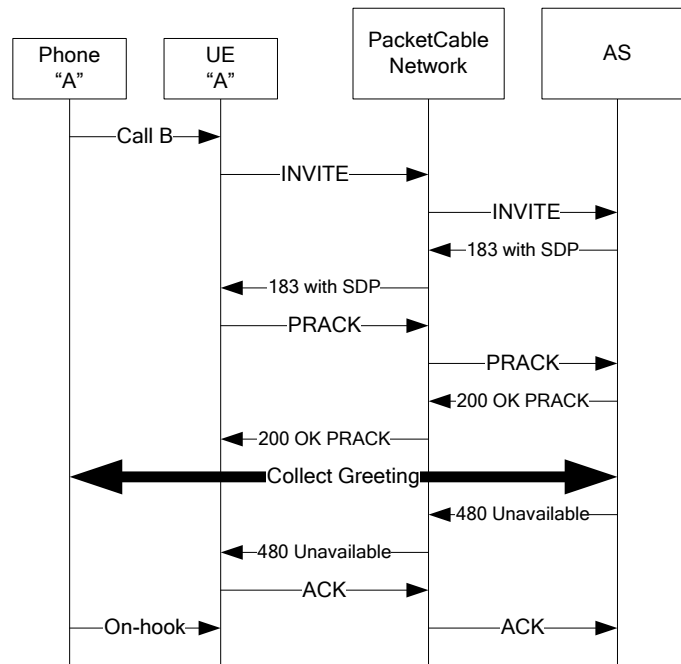 Phone
“A”
UE
“A”
PacketCable
Network
AS
Call B
INVITE
INVITE
183 with SDP
183 with SDP
PRACK
PRACK
200 OK PRACK
200 OK PRACK
Collect Greeting
480 Unavailable
480 Unavailable
ACK
On-hook
ACK